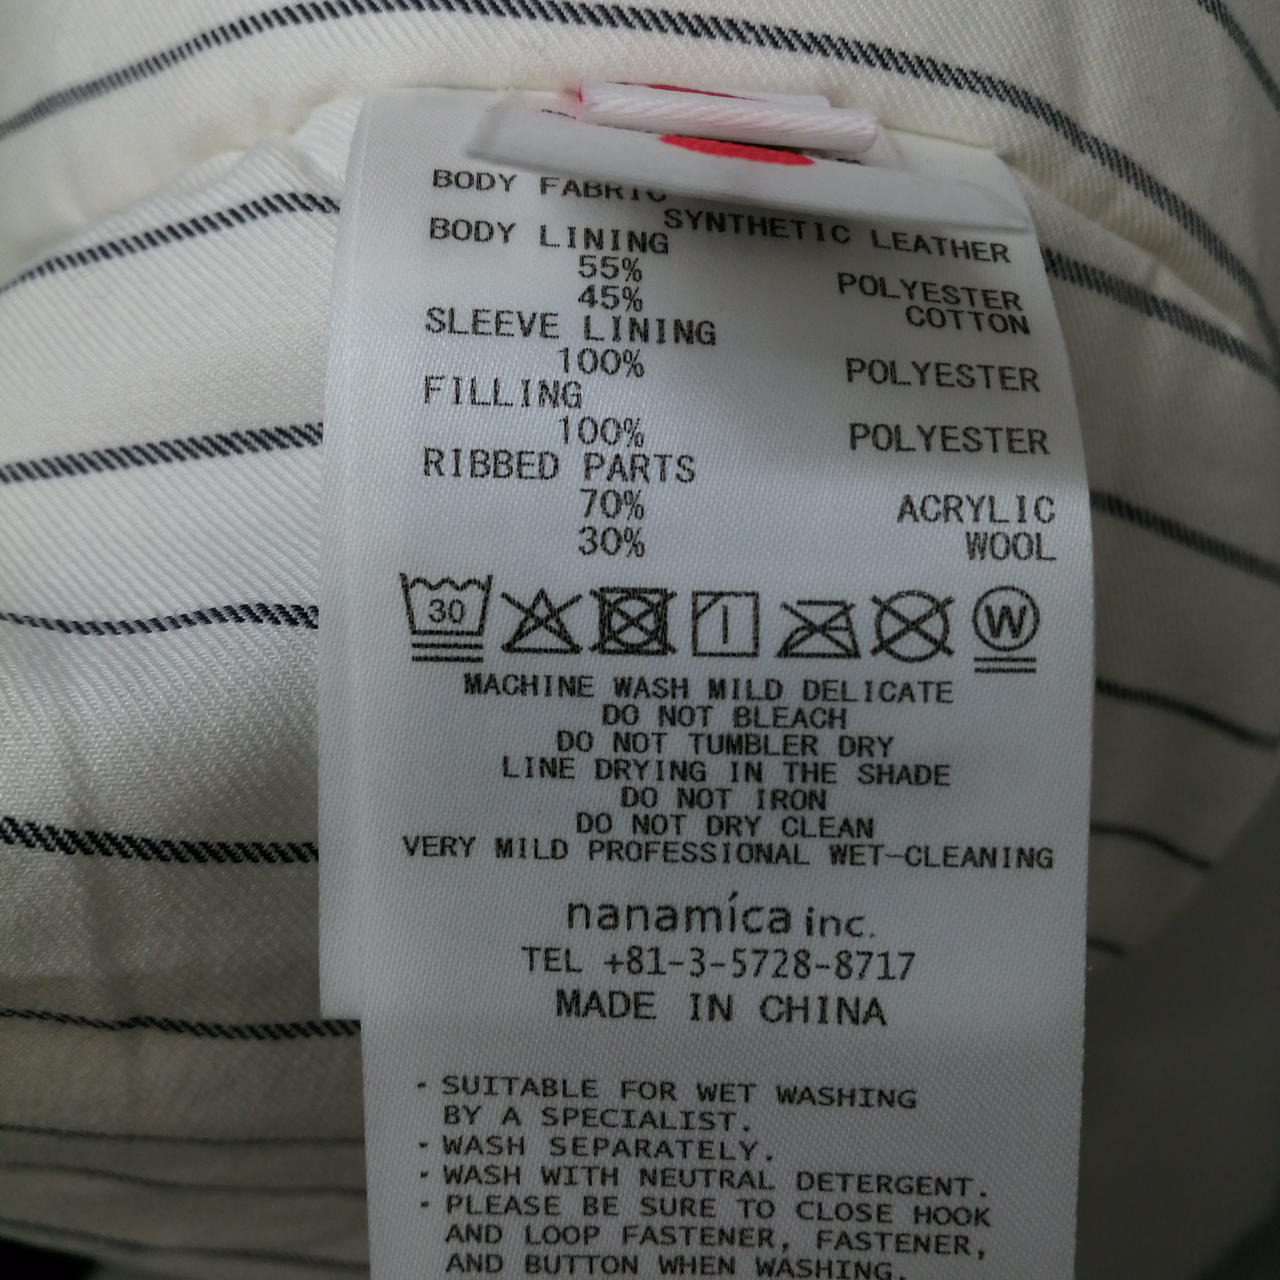 BODY FABRIC
SYNTHETIC LEATHER
BODY LINING
55% POLYESTER
45% COTTON
SLEEVE LINING
100% POLYESTER
FILLING
100% POLYESTER
RIBBED PARTS
70% ACRYLIC
30% WOOL
30 W
MACHINE WASH MILD DELICATE
DO NOT BLEACH
DO NOT TUMBLER DRY
LINE DRYING IN THE SHADE
DO NOT IRON
DO NOT DRY CLEAN
VERY MILD PROFESSIONAL WET-CLEANING
nanamíca inc.
TEL +81-3-5728-8717
MADE IN CHINA
- SUITABLE FOR WET WASHING
BY A SPECIALIST.
- WASH SEPARATELY.
- WASH WITH NEUTRAL DETERGENT.
- PLEASE BE SURE TO CLOSE HOOK
AND LOOP FASTENER, FASTENER,
AND BUTTON WHEN WASHING.